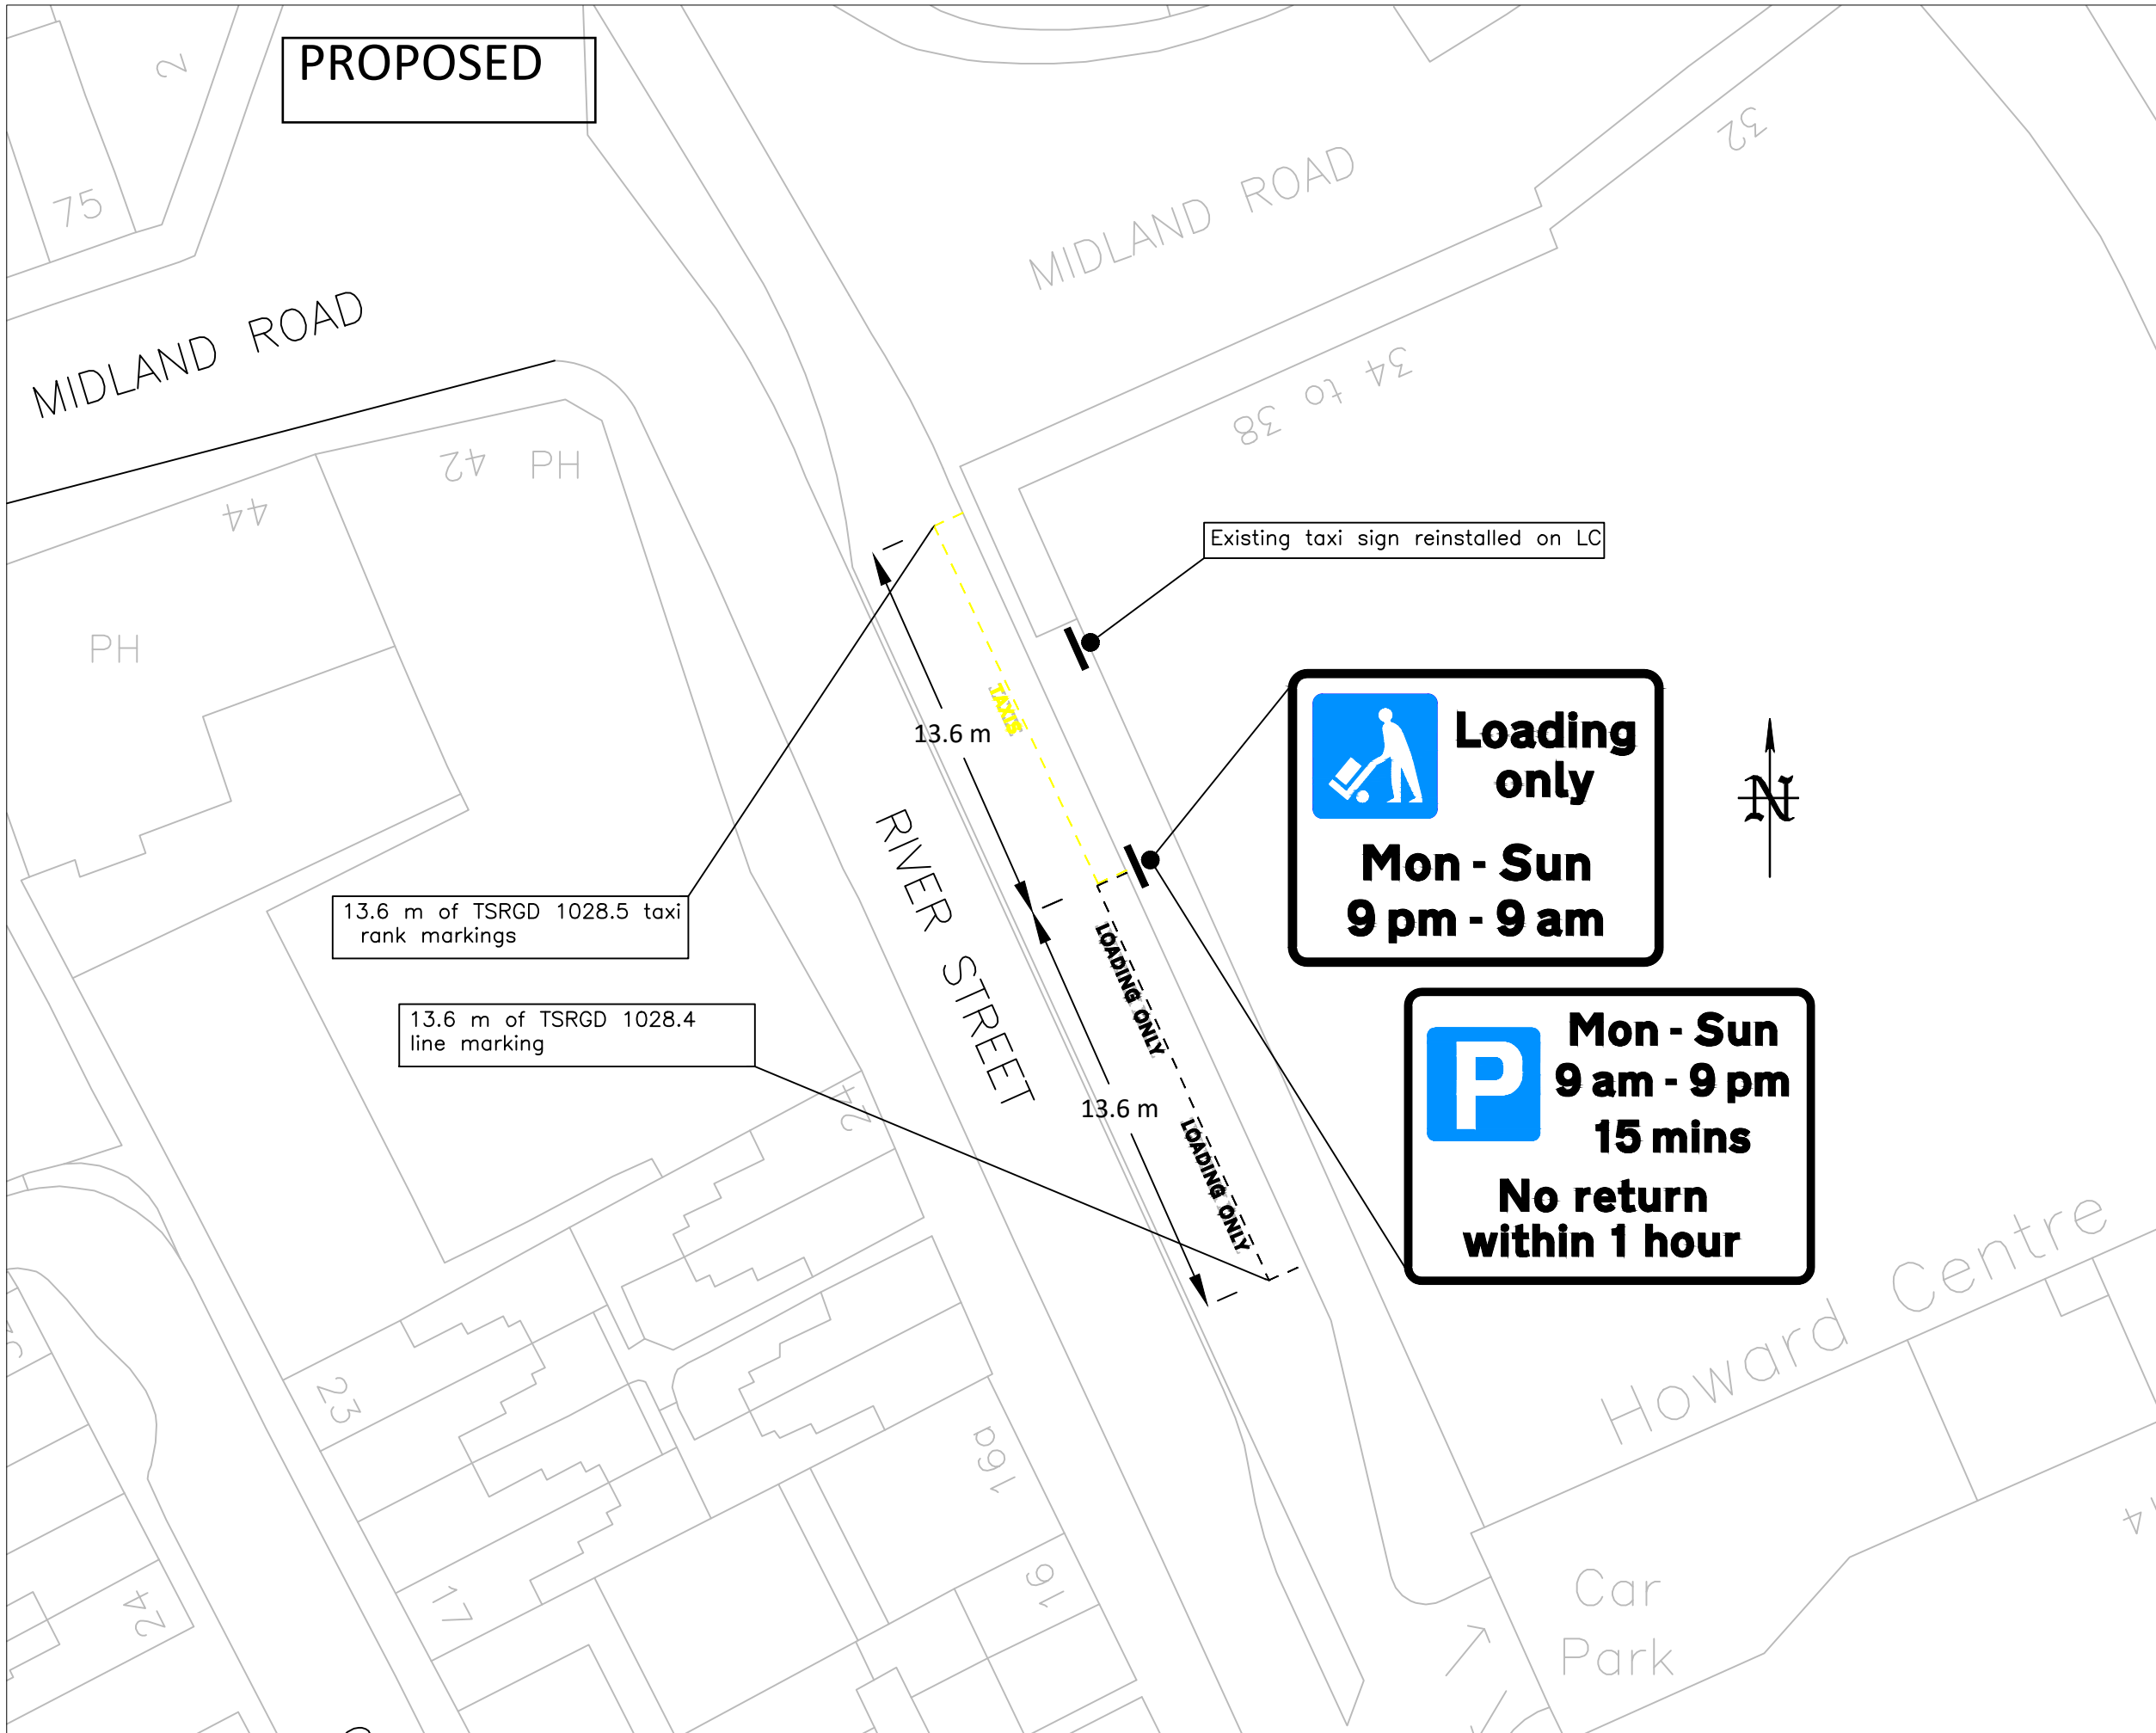 PROPOSED
2
75
MIDLAND ROAD
MIDLAND ROAD
32
34 to 38
42
PH
44
PH
Existing taxi sign reinstalled on LC
TAXIS
13.6 m
Loading
only
Mon - Sun
9 pm - 9 am
N
RIVER STREET
13.6 m of TSRGD 1028.5 taxi
rank markings
LOADING ONLY
13.6 m of TSRGD 1028.4
line marking
P
Mon - Sun
9 am - 9 pm
15 mins
No return
within 1 hour
13.6 m
24
LOADING ONLY
Howard Centre
23
19a
17
16
24
Car
Park